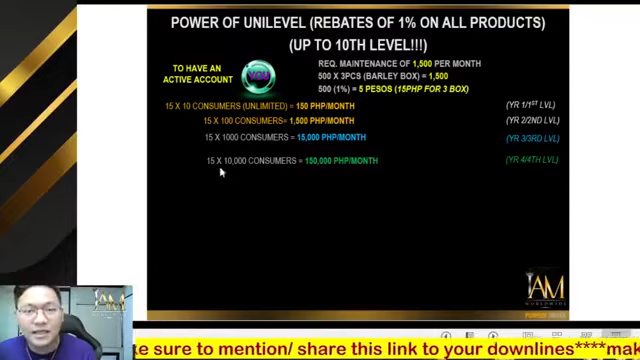 POWER OF UNILEVEL (REBATES OF 1% ON ALL PRODUCTS)
(UP TO 10TH LEVEL!!!)
TO HAVE AN
ACTIVE ACCOUNT
YOU
REQ. MAINTENANCE OF 1,500 PER MONTH
500 X 3PCS (BARLEY BOX) = 1,500
500 (1%) = 5 PESOS (15PHP FOR 3 BOX)
15 X 10 CONSUMERS (UNLIMITED) = 150 PHP/MONTH (YR 1/1ST LVL)
15 X 100 CONSUMERS= 1,500 PHP/MONTH (YR 2/2ND LVL)
15 X 1000 CONSUMERS = 15,000 PHP/MONTH (YR 3/3RD LVL)
15 X 10,000 CONSUMERS = 150,000 PHP/MONTH (YR 4/4TH LVL)
IAM
WORLDWIDE
ke sure to mention/ share this link to your downlines****mak